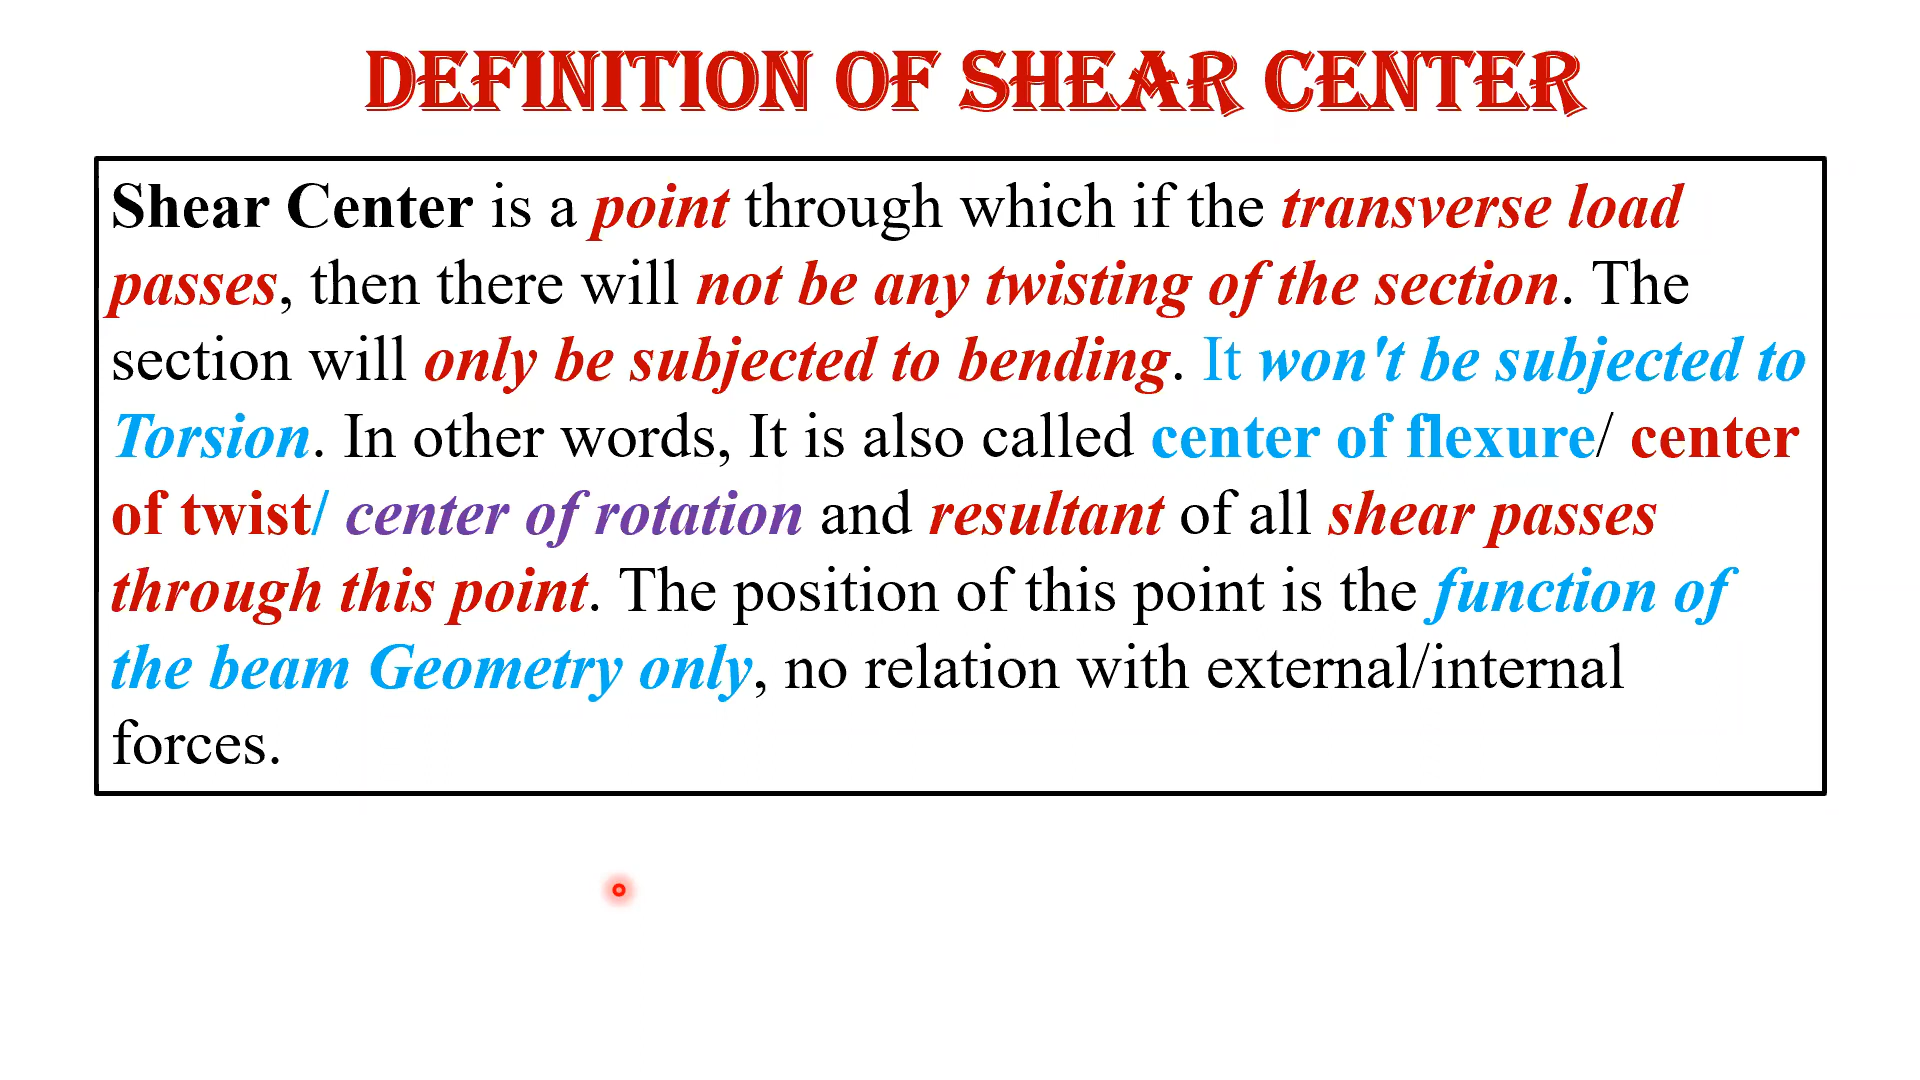 DEFINITION OF SHEAR CENTER
Shear Center is a point through which if the transverse load
passes, then there will not be any twisting of the section. The
section will only be subjected to bending. It won't be subjected to
Torsion. In other words, It is also called center of flexure/ center
of twist/ center of rotation and resultant of all shear passes
through this point. The position of this point is the function of
the beam Geometry only, no relation with external/internal
forces.